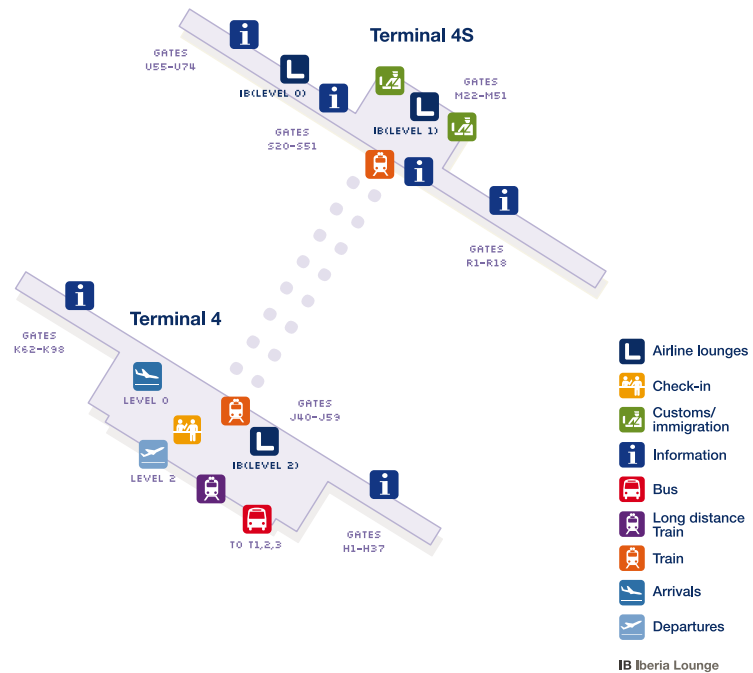 Terminal 4S
GATES
U55-U74
IB(LEVEL 0)
GATES
M22-M51
IB(LEVEL 1)
GATES
S20-S51
GATES
R1-R18
Terminal 4
GATES
K62-K98
LEVEL 0
GATES
J40-J59
IB(LEVEL 2)
LEVEL 2
TO T1,2,3
GATES
H1-H37
Airline lounges
Check-in
Customs/
immigration
Information
Bus
Long distance
Train
Train
Arrivals
Departures
IB Iberia Lounge